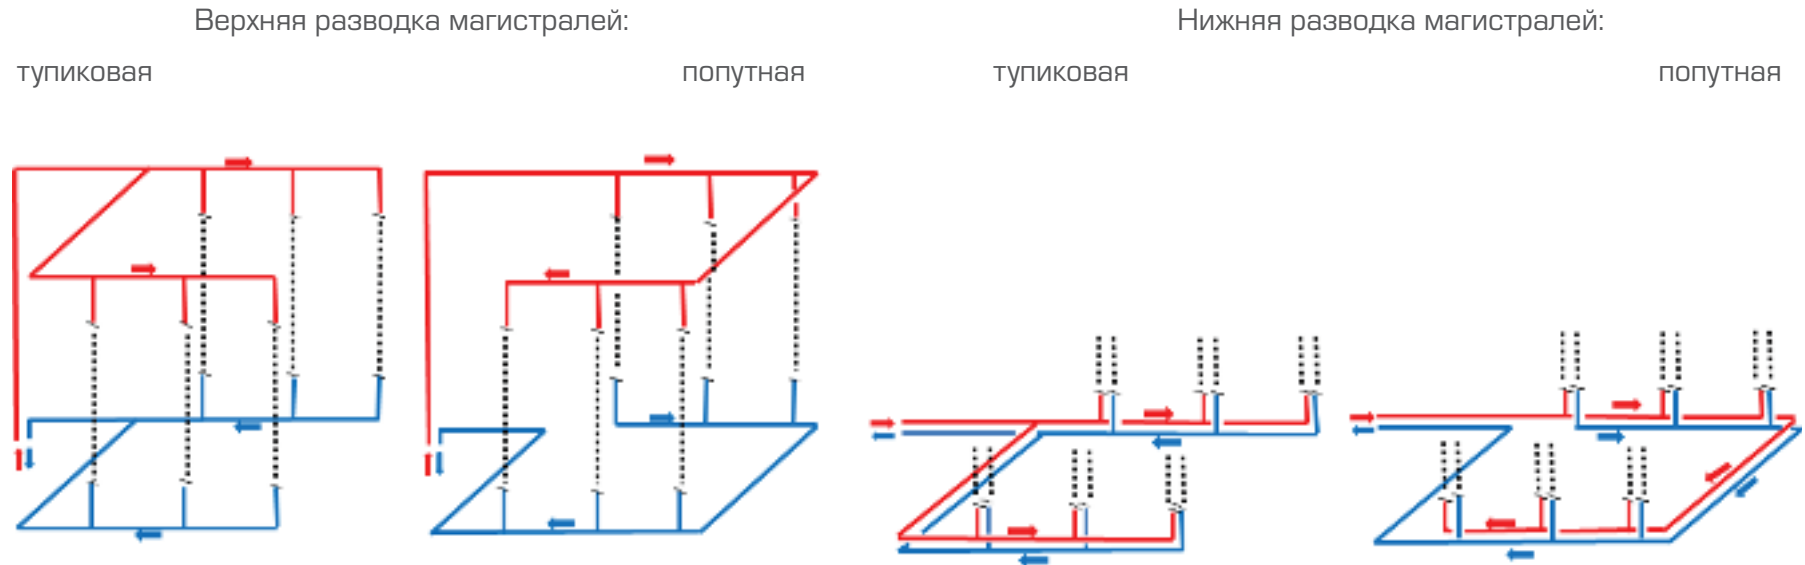 Верхняя разводка магистралей:
Нижняя разводка магистралей:
тупиковая
попутная
тупиковая
попутная